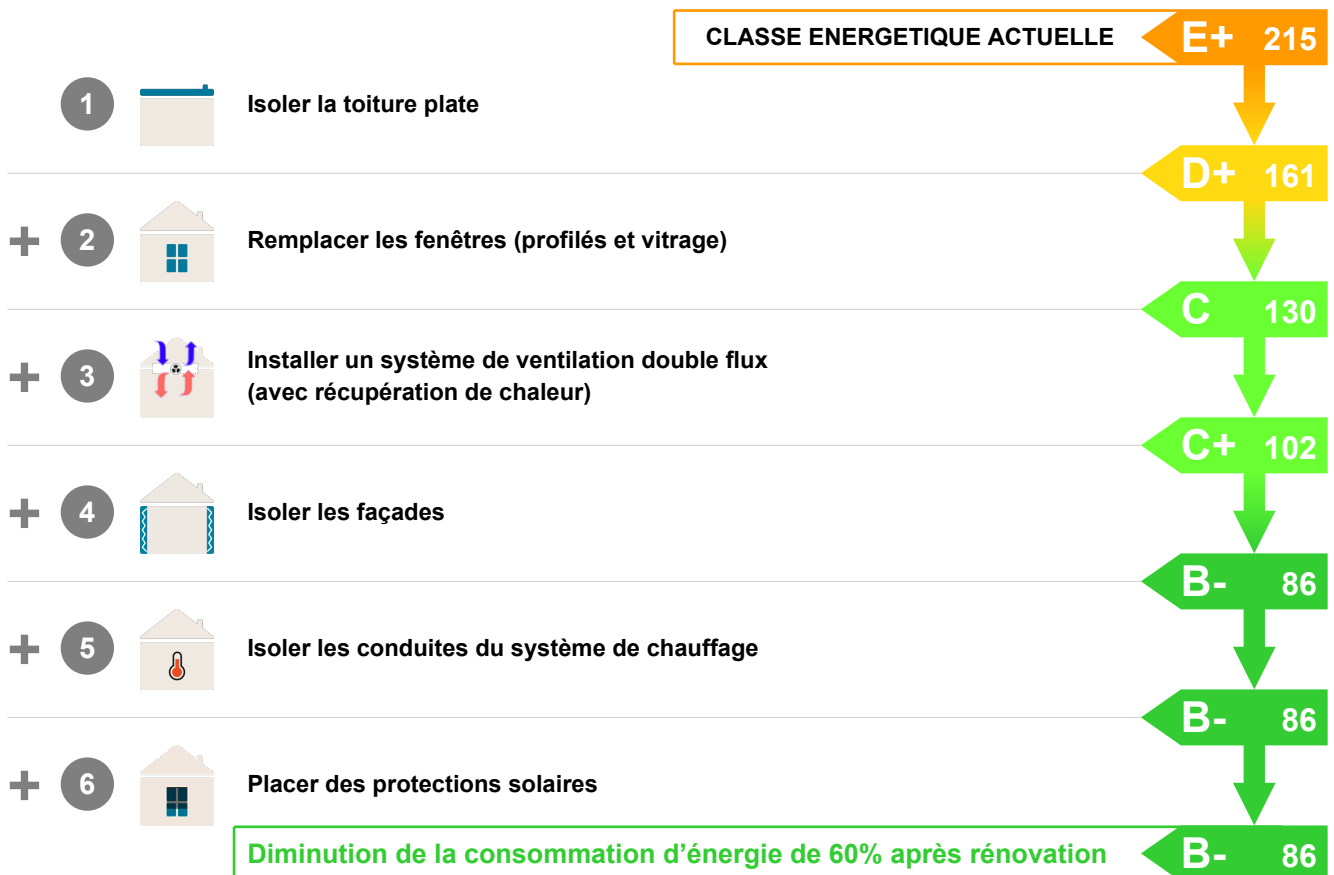 CLASSE ENERGETIQUE ACTUELLE E+ 215
1 Isoler la toiture plate
D+ 161
+ 2 Remplacer les fenêtres (profilés et vitrage)
C 130
+ 3 Installer un système de ventilation double flux
(avec récupération de chaleur)
C+ 102
+ 4 Isoler les façades
B- 86
+ 5 Isoler les conduites du système de chauffage
B- 86
+ 6 Placer des protections solaires
Diminution de la consommation d’énergie de 60% après rénovation B- 86